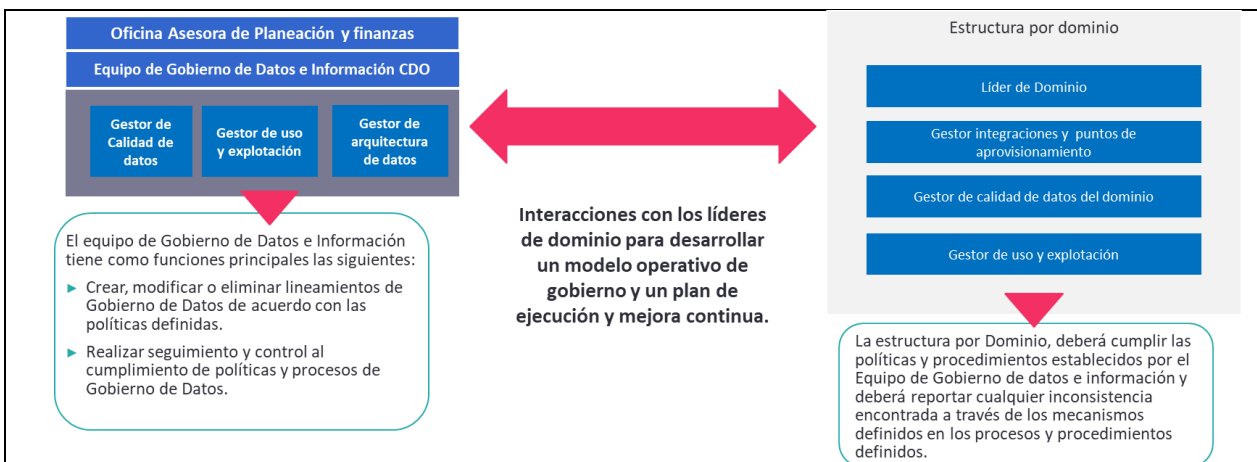 Oficina Asesora de Planeación y finanzas
Equipo de Gobierno de Datos e Información CDO
Gestor de
Calidad de
datos
Gestor de uso
y explotación
Gestor de
arquitectura
de datos
El equipo de Gobierno de Datos e Información
tiene como funciones principales las siguientes:
► Crear, modificar o eliminar lineamientos de
Gobierno de Datos de acuerdo con las
políticas definidas.
► Realizar seguimiento y control al
cumplimiento de políticas y procesos de
Gobierno de Datos.
Interacciones con los líderes
de dominio para desarrollar
un modelo operativo de
gobierno y un plan de
ejecución y mejora continua.
Estructura por dominio
Líder de Dominio
Gestor integraciones y puntos de
aprovisionamiento
Gestor de calidad de datos del dominio
Gestor de uso y explotación
La estructura por Dominio, deberá cumplir las
políticas y procedimientos establecidos por el
Equipo de Gobierno de datos e información y
deberá reportar cualquier inconsistencia
encontrada a través de los mecanismos
definidos en los procesos y procedimientos
definidos.